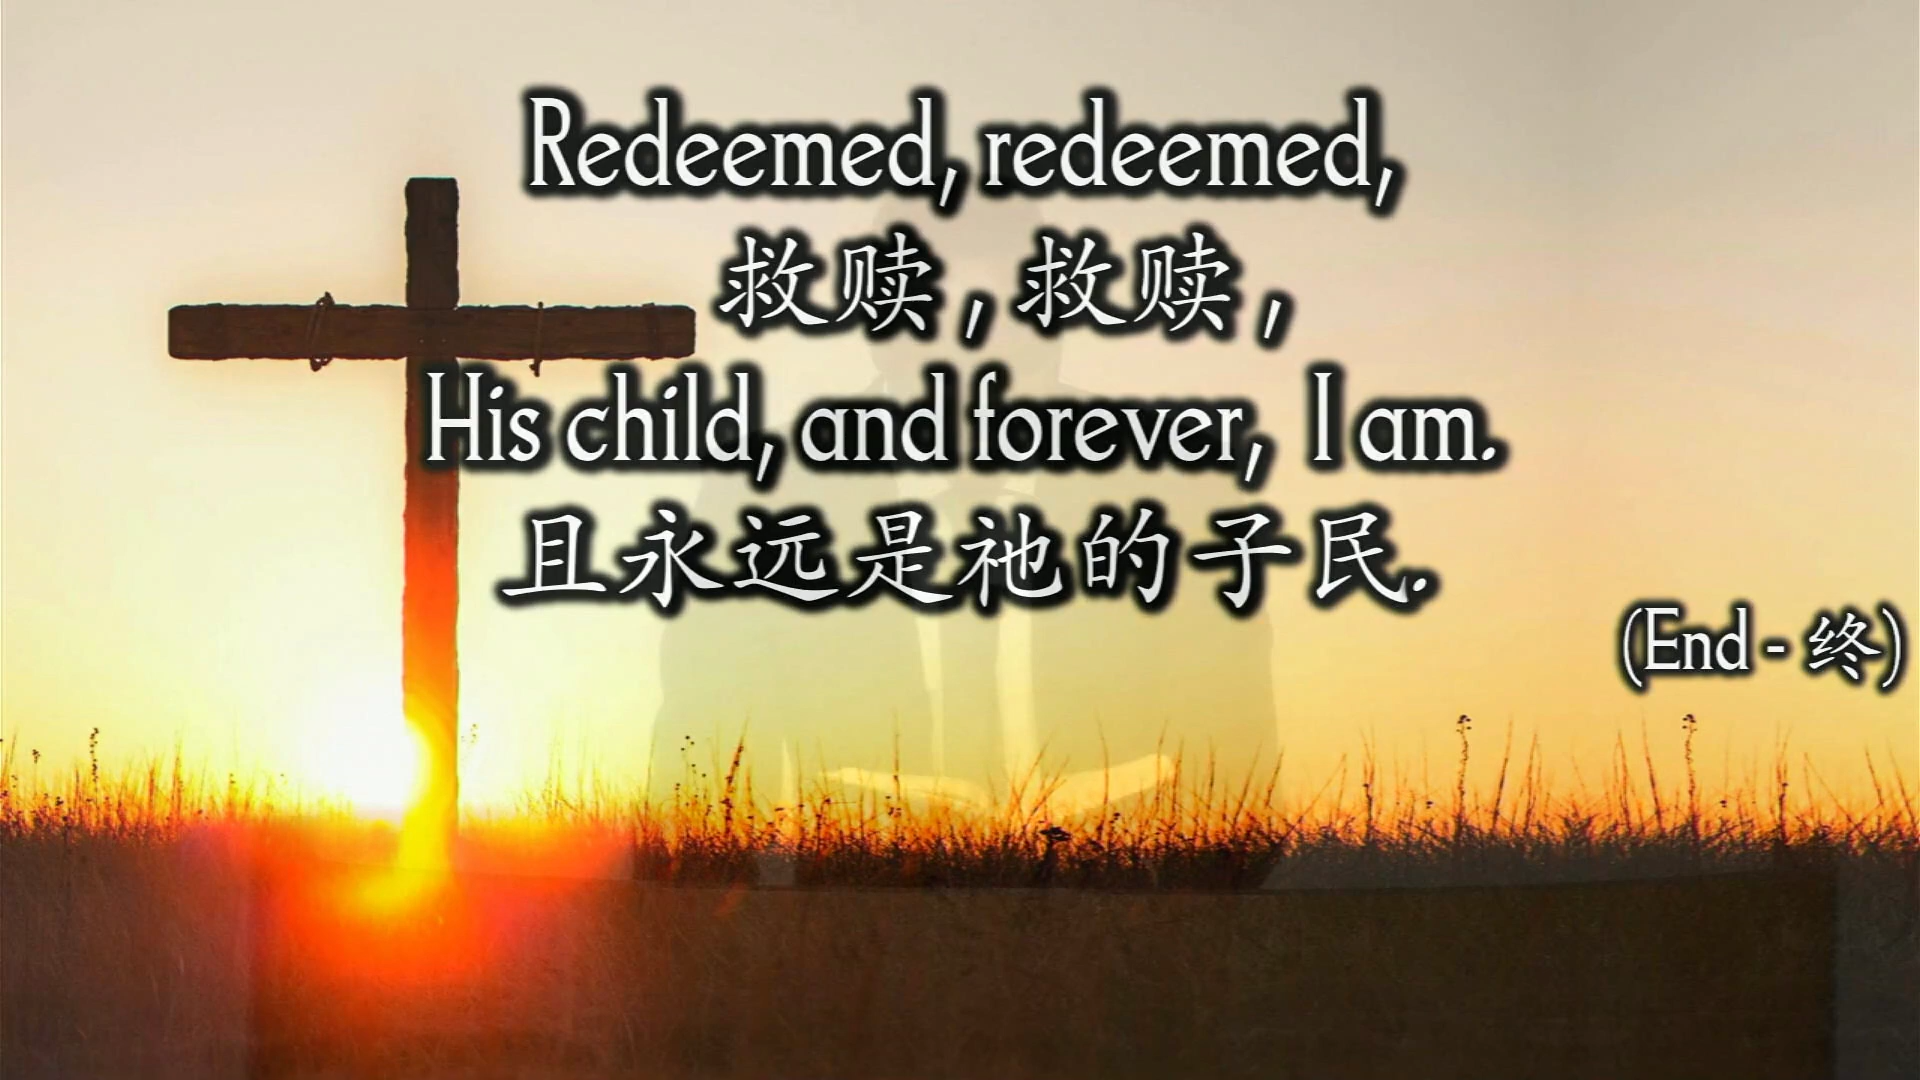 Redeemed, redeemed,
救赎, 救赎,
His child, and forever, I am.
且永远是祂的子民.
(End - 终)